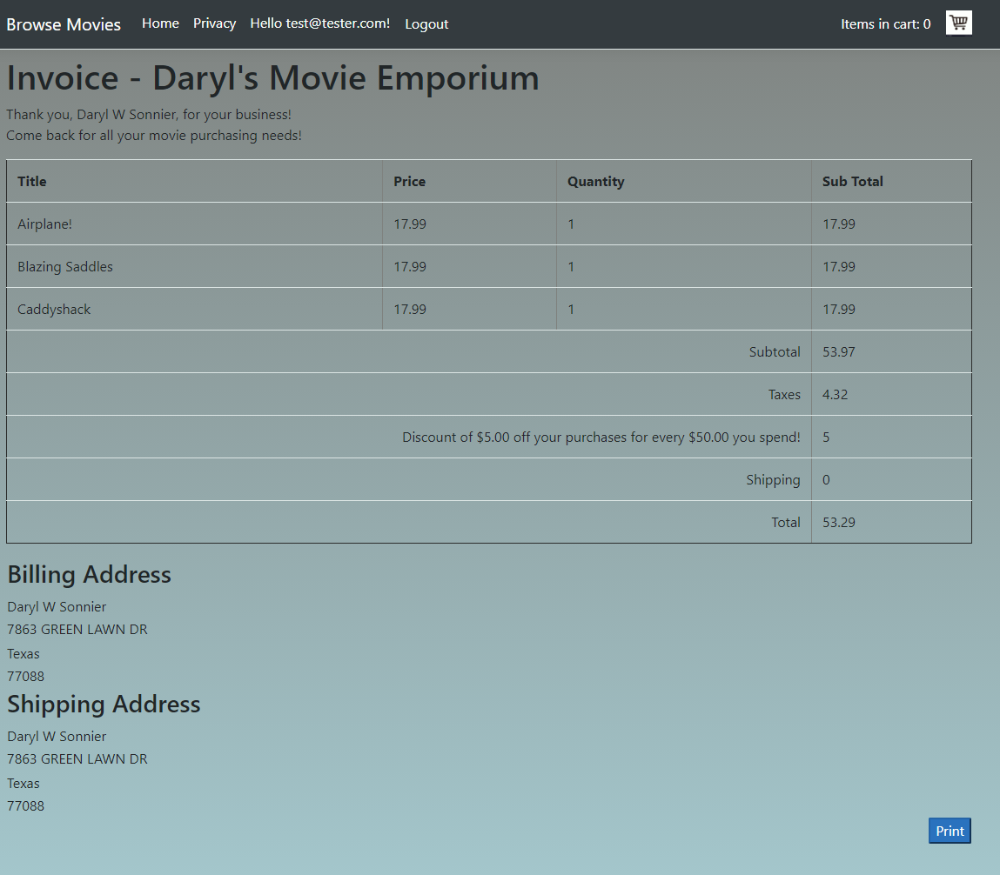 Browse Movies Home Privacy Hello test@tester.com! Logout Items in cart: 0
Invoice - Daryl's Movie Emporium
Thank you, Daryl W Sonnier, for your business!
Come back for all your movie purchasing needs!
Title Price Quantity Sub Total
Airplane! 17.99 1 17.99
Blazing Saddles 17.99 1 17.99
Caddyshack 17.99 1 17.99
Subtotal 53.97
Taxes 4.32
Discount of $5.00 off your purchases for every $50.00 you spend! 5
Shipping 0
Total 53.29
Billing Address
Daryl W Sonnier
7863 GREEN LAWN DR
Texas
77088
Shipping Address
Daryl W Sonnier
7863 GREEN LAWN DR
Texas
77088
Print